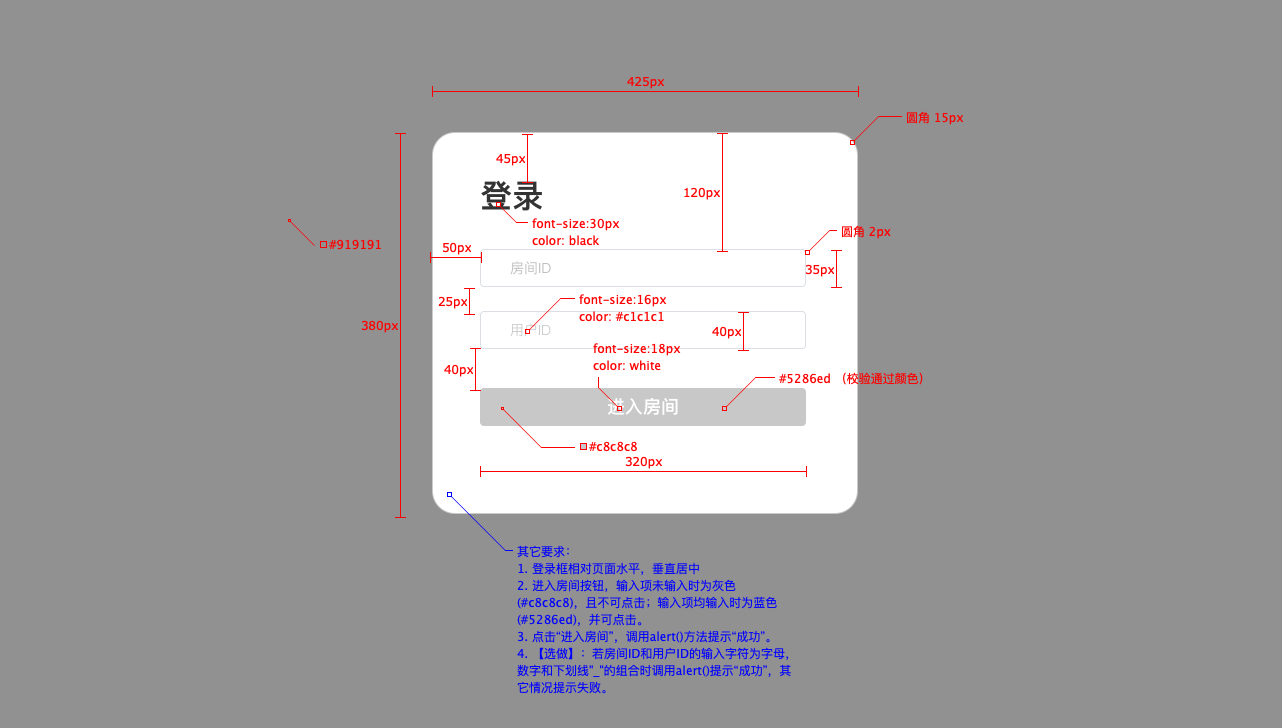 425px
圆角 15px
45px
120px
登录
font-size:30px
color: black
圆角 2px
#919191
50px
房间ID
35px
25px
font-size:16px
color: #c1c1c1
380px
用户ID
40px
font-size:18px
color: white
40px
#5286ed （校验通过颜色）
进入房间
#c8c8c8
320px
其它要求：
1. 登录框相对页面水平，垂直居中
2. 进入房间按钮，输入项未输入时为灰色
(#c8c8c8)，且不可点击；输入项均输入时为蓝色
(#5286ed)，并可点击。
3. 点击“进入房间”，调用alert()方法提示“成功”。
4. 【选做】：若房间ID和用户ID的输入字符为字母，
数字和下划线"_"的组合时调用alert()提示“成功”，其
它情况提示失败。